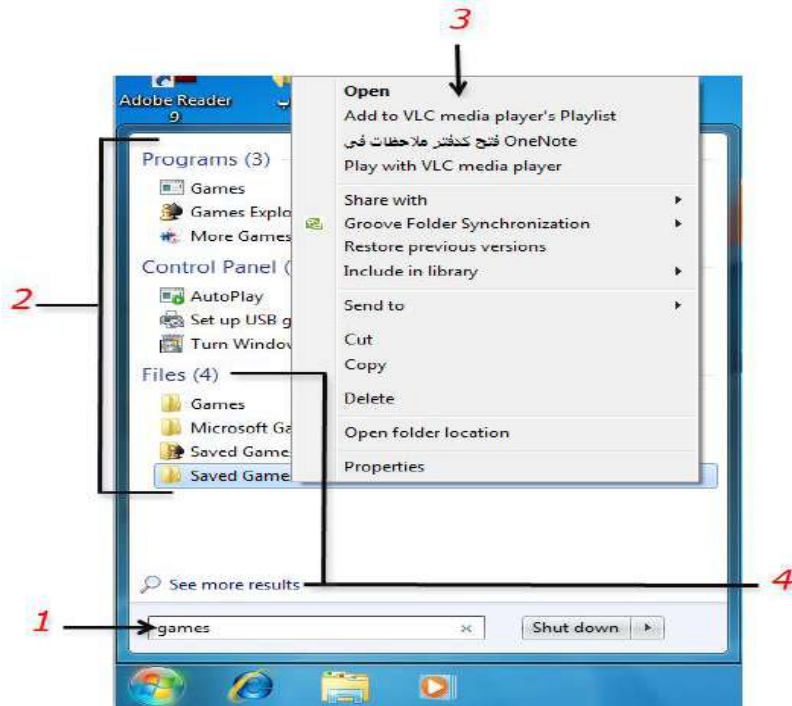 3
Adobe Reader
9
Open
Add to VLC media player's Playlist
فتح كدفتر ملاحظات في OneNote
Play with VLC media player
Share with
Groove Folder Synchronization
Restore previous versions
Include in library
Send to
Cut
Copy
Delete
Open folder location
Properties
2
Programs (3)
Games
Games Explo
More Games
Control Panel (
AutoPlay
Set up USB g
Turn Window
Files (4)
Games
Microsoft Ga
Saved Game
Saved Game
See more results
4
1
games
Shut down